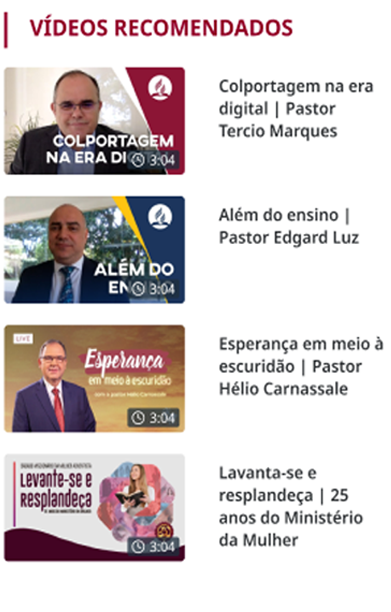 VÍDEOS RECOMENDADOS
COLPORTAGEM
NA ERA DI
3:04
Colportagem na era
digital | Pastor
Tercio Marques
ALÉM DO
EN
3:04
Além do ensino |
Pastor Edgard Luz
LIVE
Esperança
em meio à escuridão
com o pastor Hélio Carnassale
3:04
Esperança em meio à
escuridão | Pastor
Hélio Carnassale
Levante-se e
Resplandeça
3:04
Lavanta-se e
resplandeça | 25
anos do Ministério
da Mulher